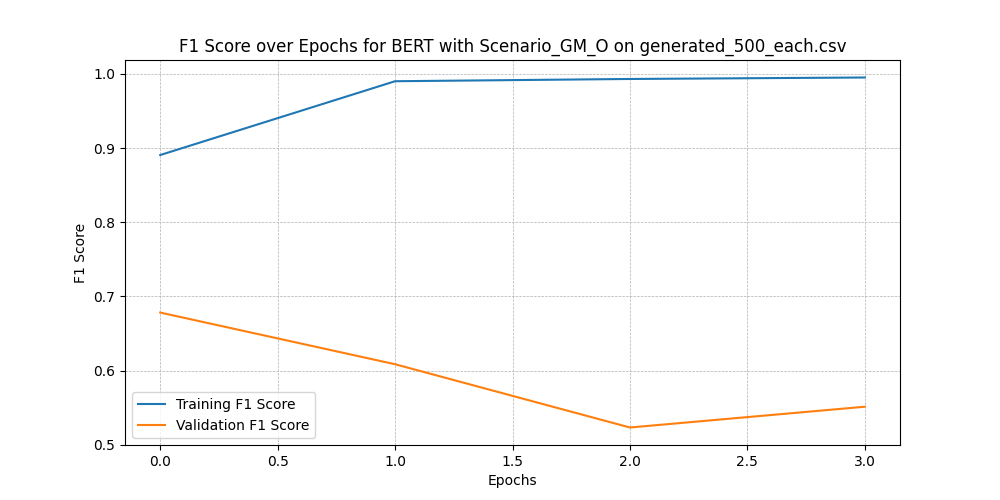 F1 Score over Epochs for BERT with Scenario_GM_O on generated_500_each.csv
1.0
0.9
0.8
0.7
0.6
0.5
F1 Score
Training F1 Score
Validation F1 Score
0.0 0.5 1.0 1.5 2.0 2.5 3.0
Epochs